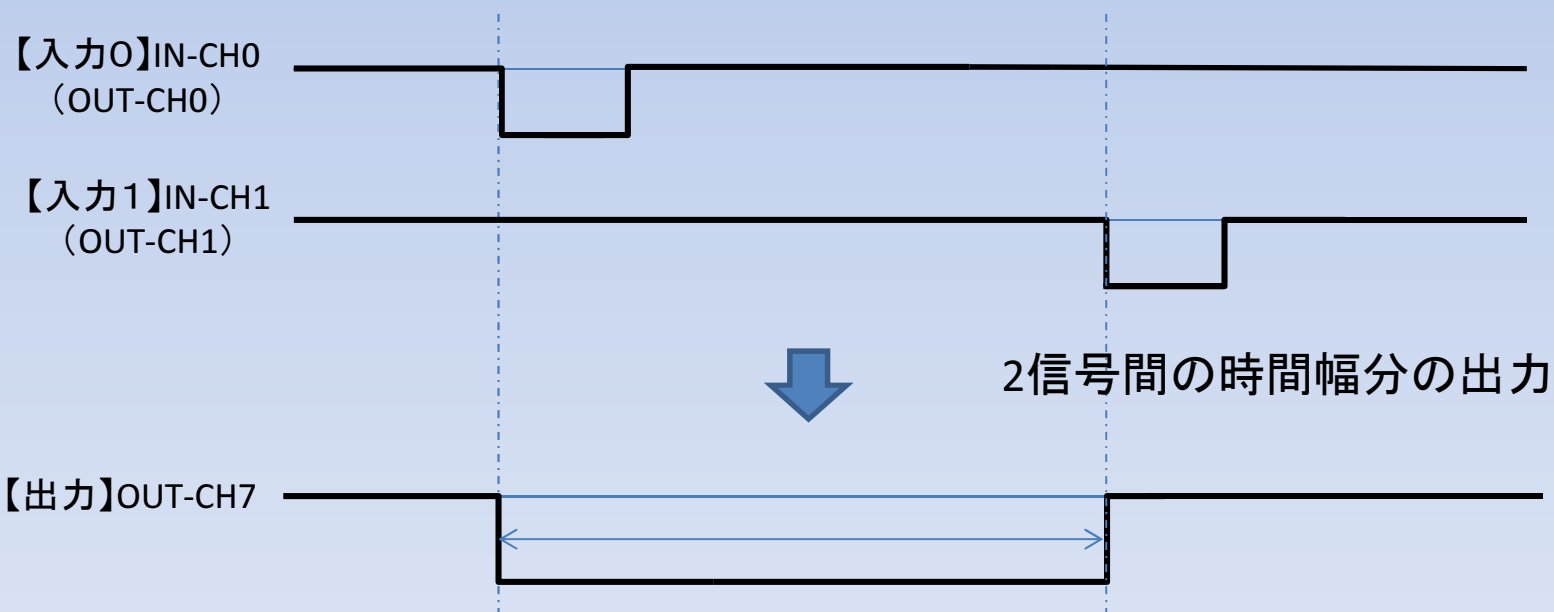 【入力0】IN-CH0
（OUT-CH0）
【入力１】IN-CH1
（OUT-CH1）
2信号間の時間幅分の出力
【出力】OUT-CH7